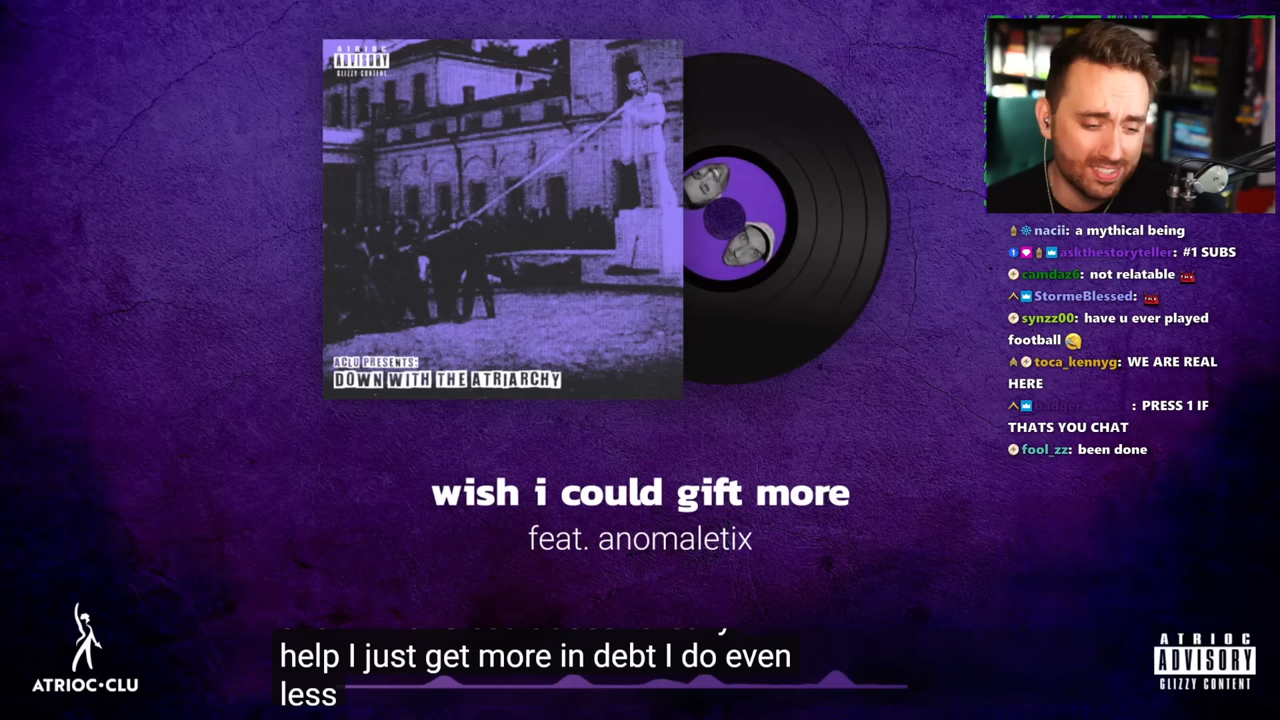 ATRIOC
ADVISORY
GLIZZY CONTENT
ACLU PRESENTS:
DOWN WITH THE ATRIARCHY
nacii: a mythical being
askthestoryteller: #1 SUBS
camdaz6: not relatable
StormeBlessed:
synzz00: have u ever played
football
toca_kennyg: WE ARE REAL
HERE
: PRESS 1 IF
THATS YOU CHAT
fool_zz: been done
wish i could gift more
feat. anomaletix
help I just get more in debt I do even
less
ATRIOC•CLU
ATRIOC
ADVISORY
GLIZZY CONTENT